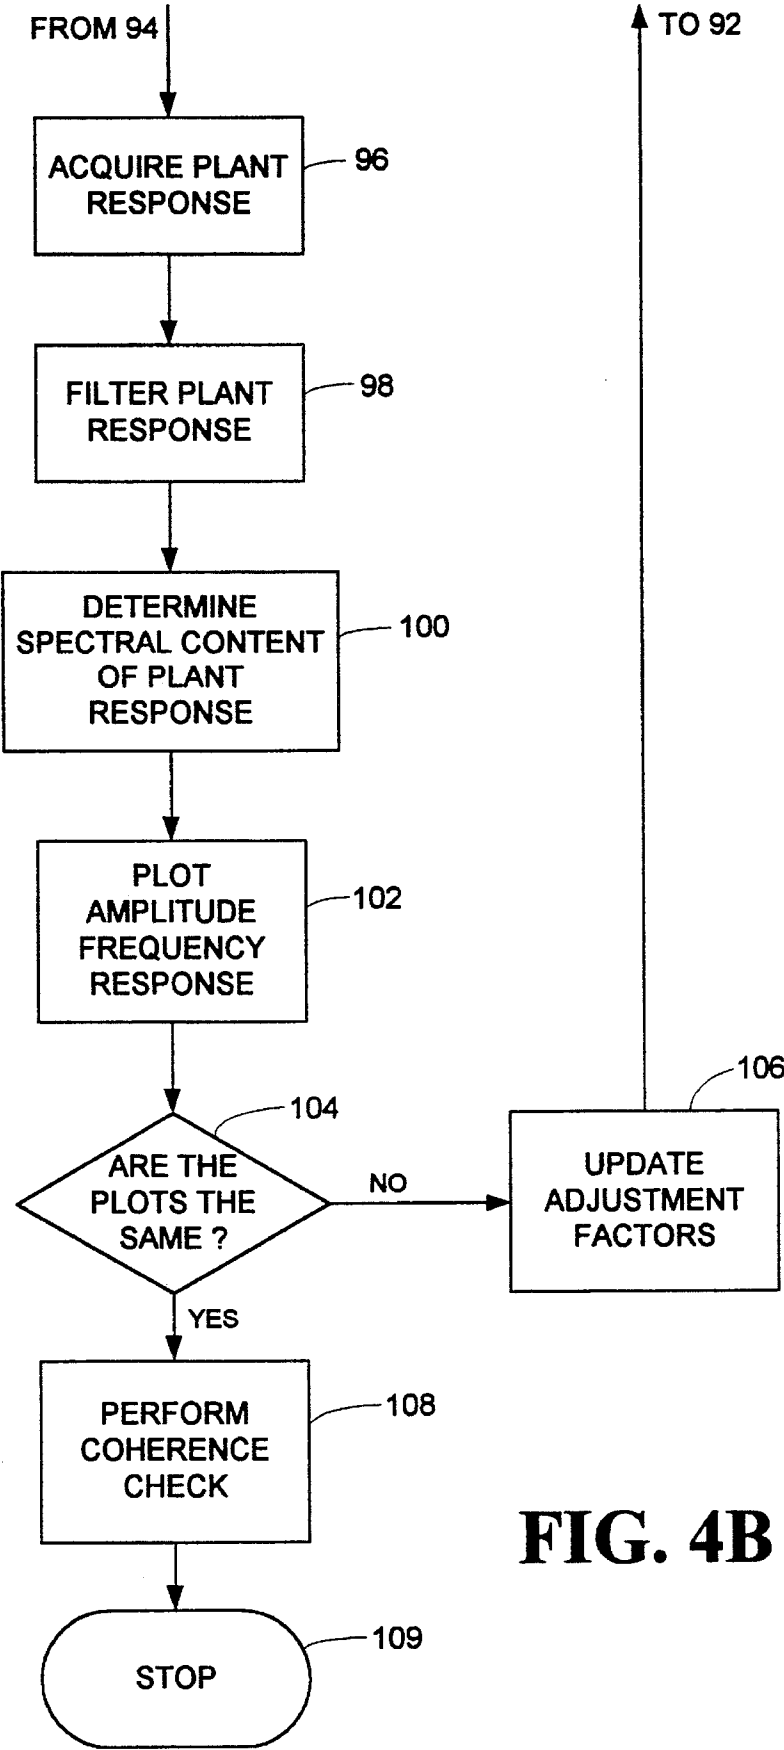 FROM 94
TO 92
ACQUIRE PLANT
RESPONSE
96
FILTER PLANT
RESPONSE
98
DETERMINE
SPECTRAL CONTENT
OF PLANT
RESPONSE
100
PLOT
AMPLITUDE
FREQUENCY
RESPONSE
102
ARE THE
PLOTS THE
SAME ?
104
NO
UPDATE
ADJUSTMENT
FACTORS
106
YES
PERFORM
COHERENCE
CHECK
108
STOP
109
FIG. 4B